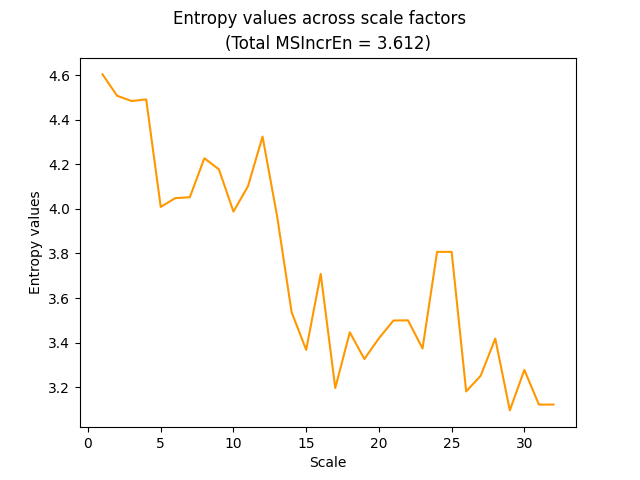 Entropy values across scale factors
(Total MSIncrEn = 3.612)
4.6
4.4
4.2
4.0
3.8
3.6
3.4
3.2
Entropy values
0 5 10 15 20 25 30
Scale